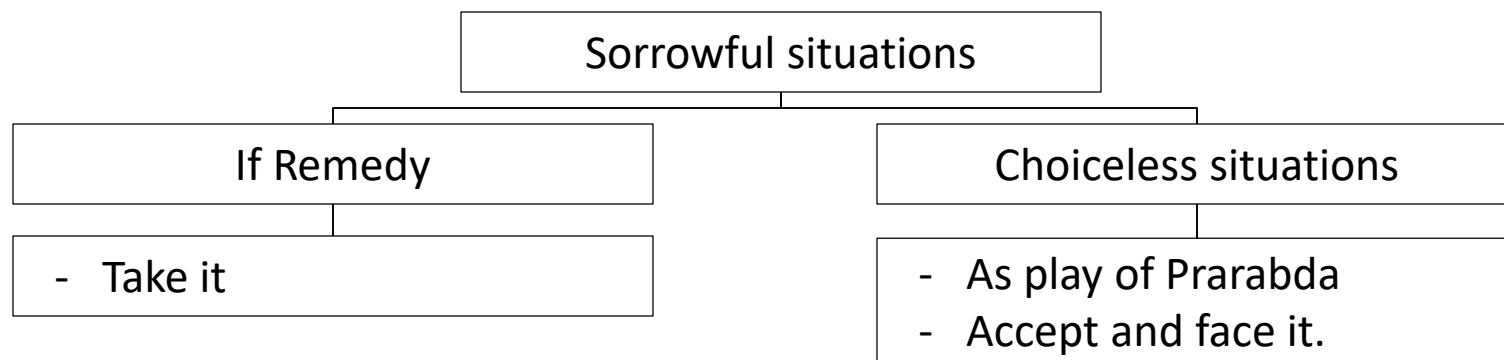 Sorrowful situations
If Remedy
Choiceless situations
- Take it
- As play of Prarabda
- Accept and face it.